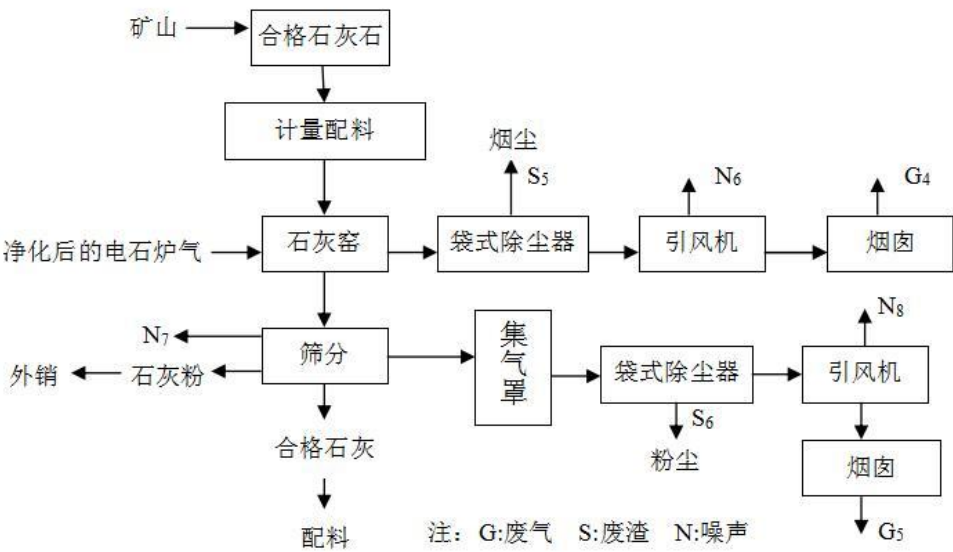 矿山
合格石灰石
计量配料
烟尘
S5
N6
G4
净化后的电石炉气
石灰窑
袋式除尘器
引风机
烟囱
N7
筛分
集气罩
袋式除尘器
N8
引风机
外销
石灰粉
S6
粉尘
合格石灰
烟囱
配料
注：G:废气 S:废渣 N:噪声
G5